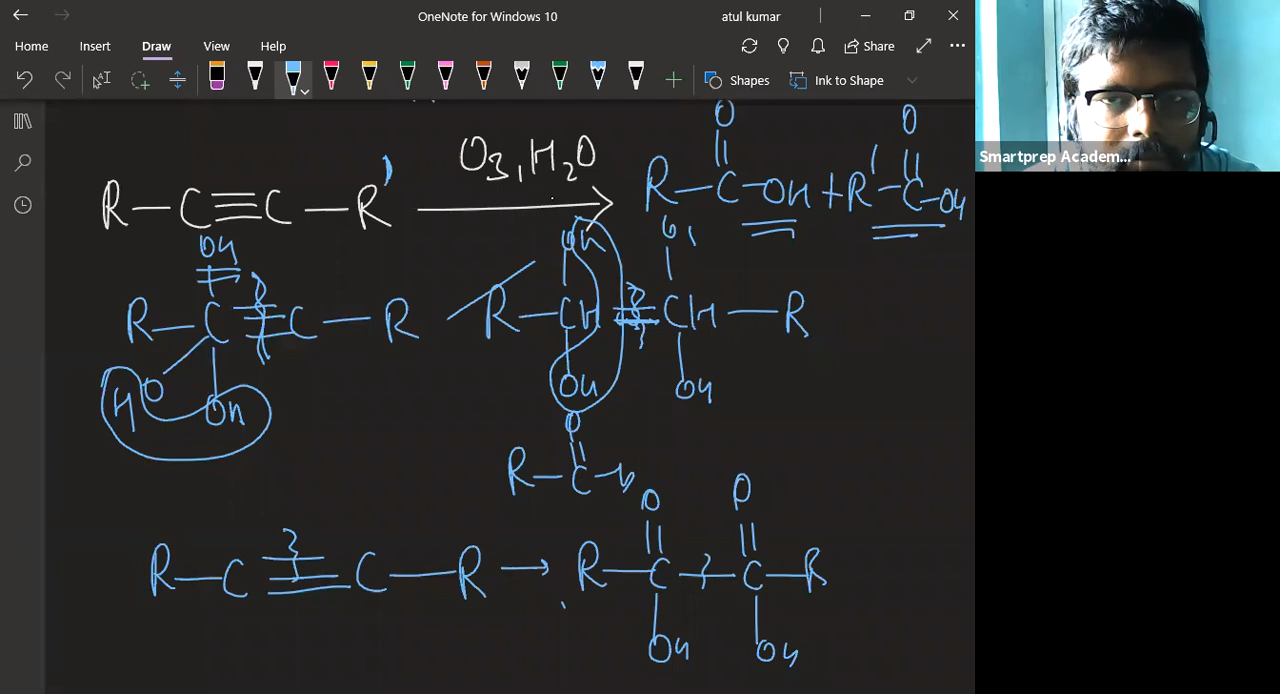 OneNote for Windows 10
atul kumar
Home Insert Draw View Help
Share
Shapes
Ink to Shape
Smartprep Academ...
O O
R—C≡C—R' O3, H2O R—C—OH + R'—C—OH
OH OH
R—C≡C—R R—CH≡CH—R
HO OH OH OH
O
R—C—H
O O
R—C≡C—R → R—C—C—R
OH OH